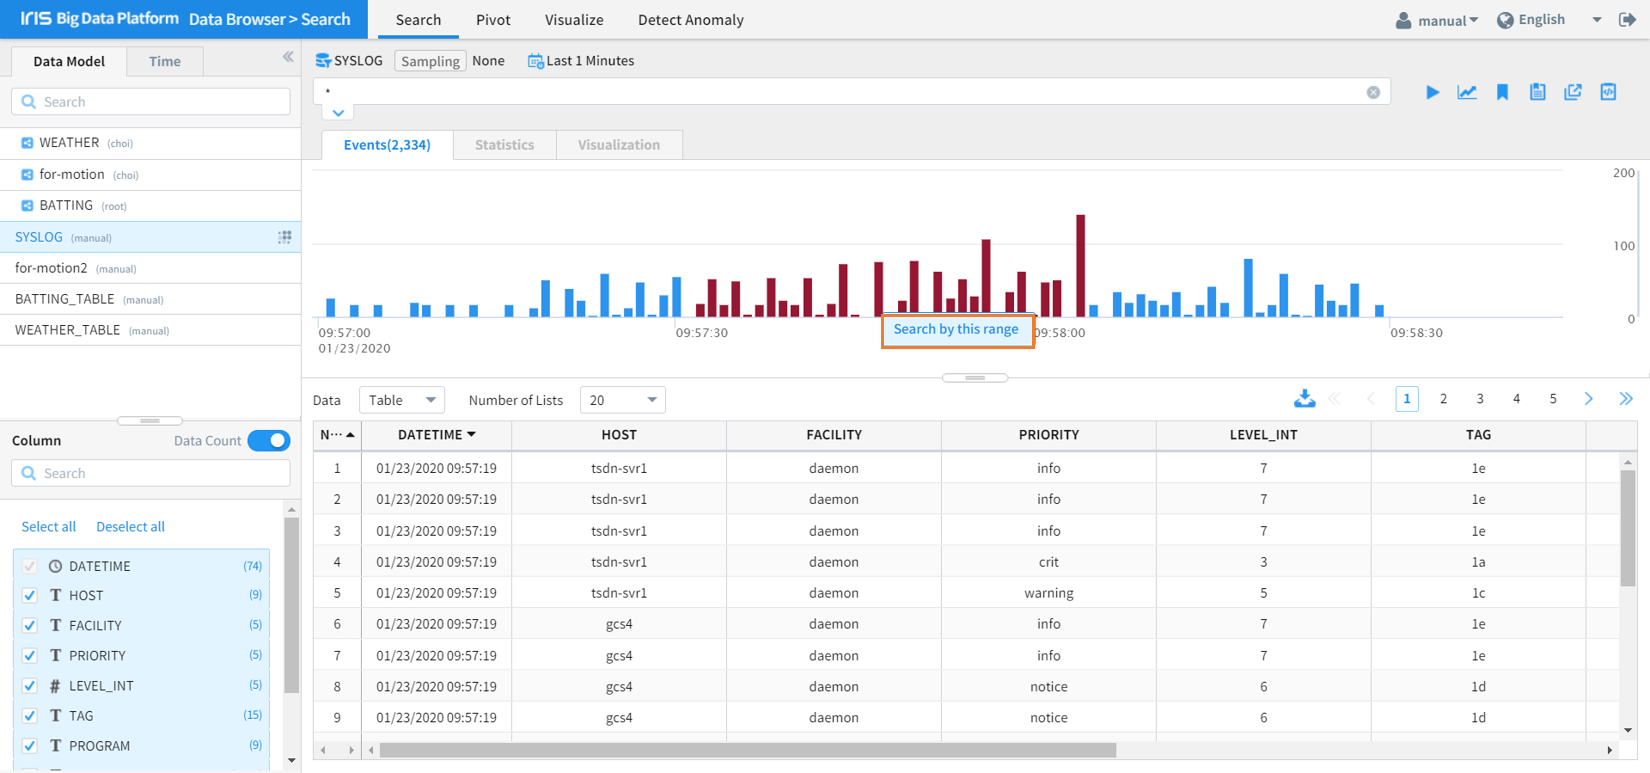 IRIS Big Data Platform Data Browser > Search Search Pivot Visualize Detect Anomaly manual English
Data Model Time
Search
WEATHER (choi)
for-motion (choi)
BATTING (root)
SYSLOG (manual)
for-motion2 (manual)
BATTING_TABLE (manual)
WEATHER_TABLE (manual)
Column Data Count
Search
Select all Deselect all
DATETIME (74)
T HOST (9)
T FACILITY (5)
T PRIORITY (5)
# LEVEL_INT (5)
T TAG (15)
T PROGRAM (9)
SYSLOG Sampling None Last 1 Minutes
*
Events(2,334) Statistics Visualization
200
100
0
09:57:00 09:57:30 09:58:00 09:58:30
01/23/2020
Search by this range
Data Table Number of Lists 20 1 2 3 4 5
N... DATETIME HOST FACILITY PRIORITY LEVEL_INT TAG
1 01/23/2020 09:57:19 tsdn-svr1 daemon info 7 1e
2 01/23/2020 09:57:19 tsdn-svr1 daemon info 7 1e
3 01/23/2020 09:57:19 tsdn-svr1 daemon info 7 1e
4 01/23/2020 09:57:19 tsdn-svr1 daemon crit 3 1a
5 01/23/2020 09:57:19 tsdn-svr1 daemon warning 5 1c
6 01/23/2020 09:57:19 gcs4 daemon info 7 1e
7 01/23/2020 09:57:19 gcs4 daemon info 7 1e
8 01/23/2020 09:57:19 gcs4 daemon notice 6 1d
9 01/23/2020 09:57:19 gcs4 daemon notice 6 1d